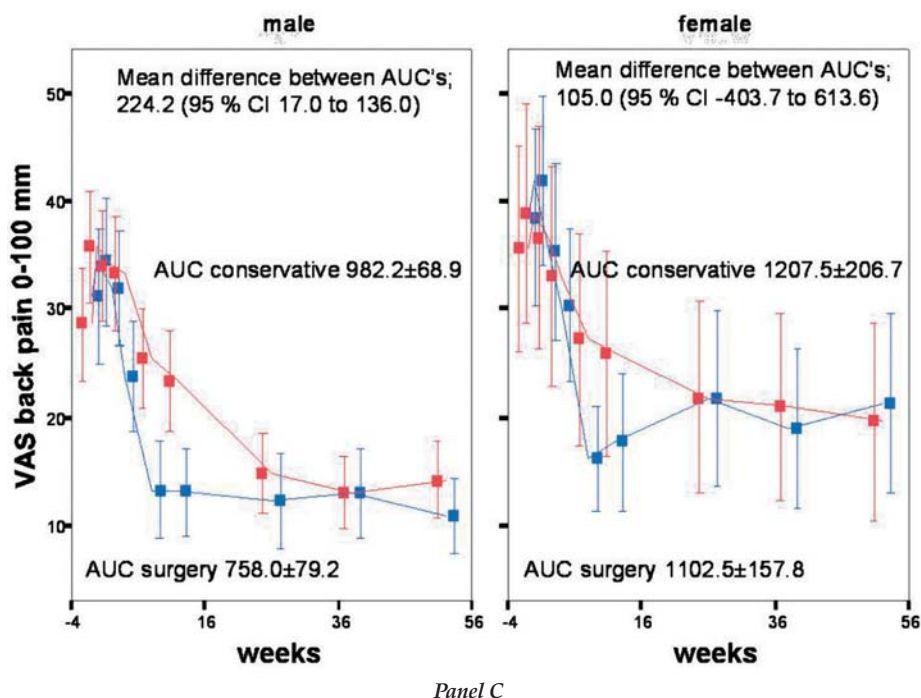 male
female
Mean difference between AUC's;
224.2 (95 % CI 17.0 to 136.0)
Mean difference between AUC's;
105.0 (95 % CI -403.7 to 613.6)
50
40
30
20
10
VAS back pain 0-100 mm
AUC conservative 982.2±68.9
AUC conservative 1207.5±206.7
AUC surgery 758.0±79.2
AUC surgery 1102.5±157.8
-4 16 36 56
-4 16 36 56
weeks
weeks
Panel C